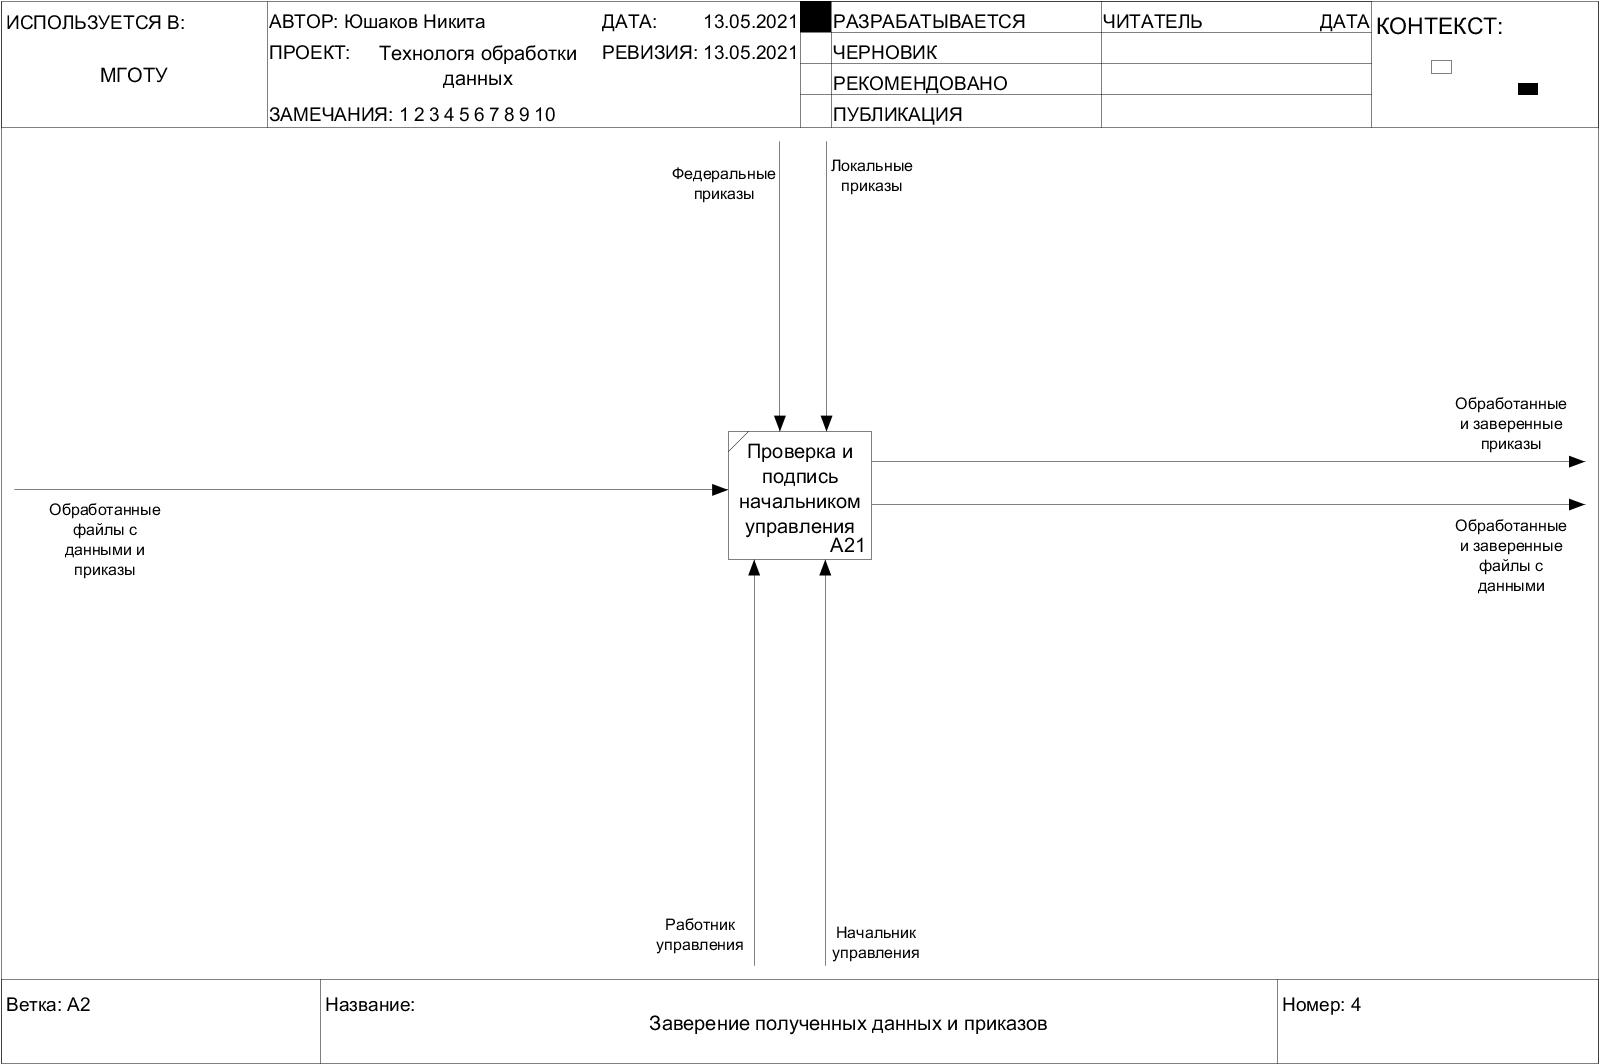 ИСПОЛЬЗУЕТСЯ В:
МГОТУ
АВТОР: Юшаков Никита
ДАТА: 13.05.2021
ПРОЕКТ: Технологя обработки
данных
РЕВИЗИЯ: 13.05.2021
ЗАМЕЧАНИЯ: 1 2 3 4 5 6 7 8 9 10
РАЗРАБАТЫВАЕТСЯ
ЧЕРНОВИК
РЕКОМЕНДОВАНО
ПУБЛИКАЦИЯ
ЧИТАТЕЛЬ ДАТА
КОНТЕКСТ:
Федеральные
приказы
Локальные
приказы
Обработанные
файлы с
данными и
приказы
Проверка и
подпись
начальником
управления
A21
Обработанные
и заверенные
приказы
Обработанные
и заверенные
файлы с
данными
Работник
управления
Начальник
управления
Ветка: A2
Название:
Заверение полученных данных и приказов
Номер: 4